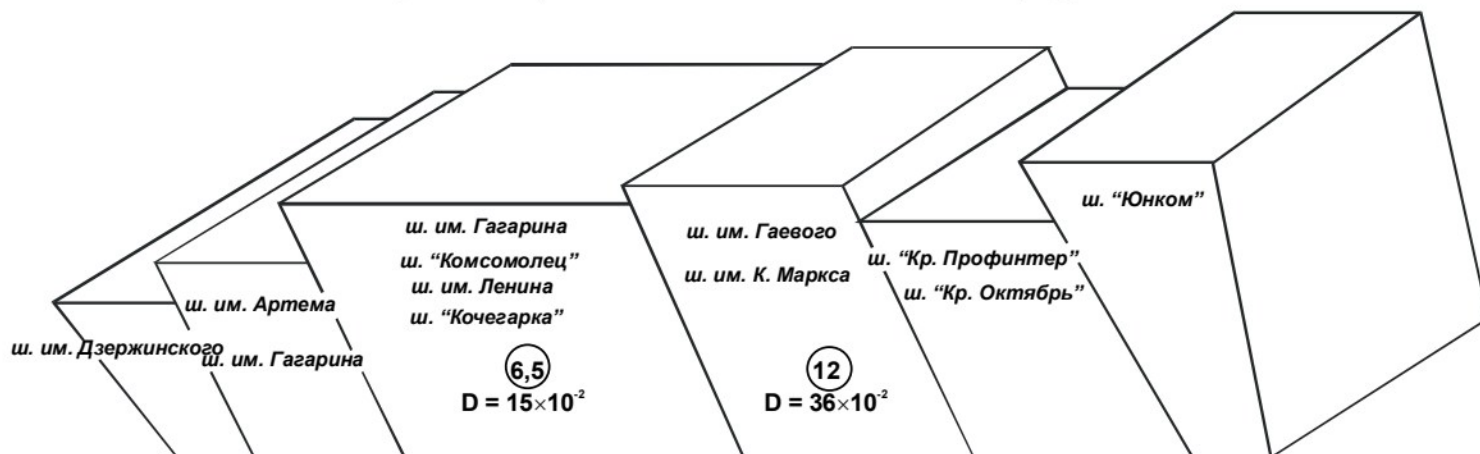 ш. им. Дзержинского
ш. им. Артема
ш. им. Гагарина
ш. им. Гагарина
ш. “Комсомолец”
ш. им. Ленина
ш. “Кочегарка”
6,5
D = 15×10⁻²
ш. им. Гаевого
ш. им. К. Маркса
12
D = 36×10⁻²
ш. “Кр. Профинтер”
ш. “Кр. Октябрь”
ш. “Юнком”